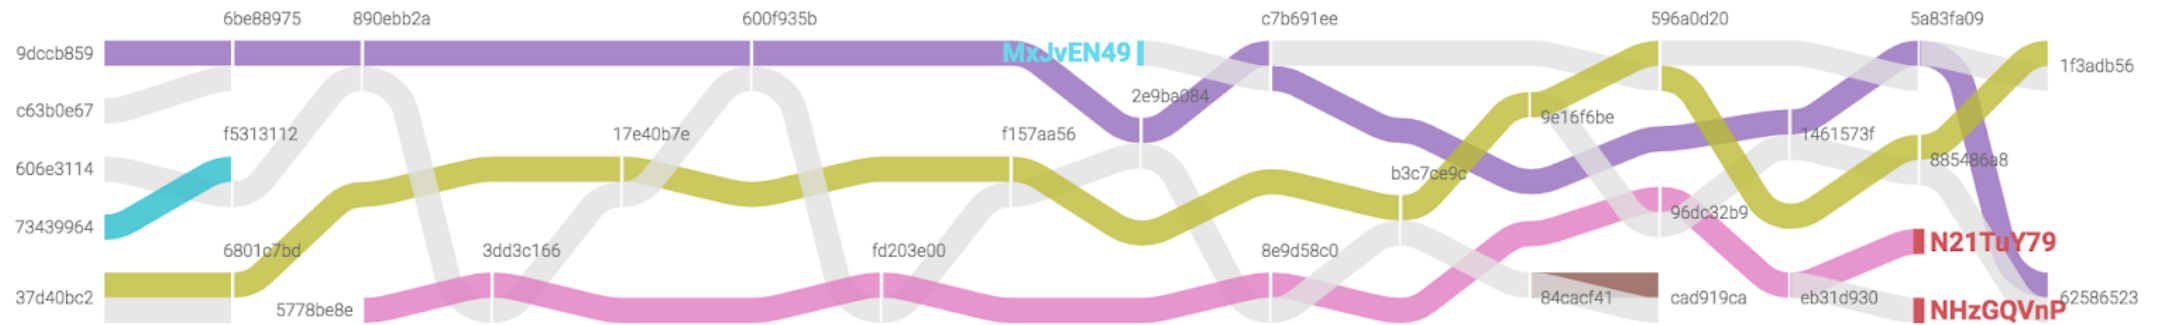 6be88975 890ebb2a 600f935b c7b691ee 596a0d20 5a83fa09
9dccb859 MxJvEN49 1f3adb56
2e9ba084
c63b0e67 9e16f6be
f5313112 17e40b7e f157aa56 1461573f
606e3114 b3c7ce9c 885486a8
73439964 96dc32b9
6801c7bd 3dd3c166 fd203e00 8e9d58c0 N21TuY79
37d40bc2 84cacf41 cad919ca eb31d930 62586523
5778be8e NHzGQVnP